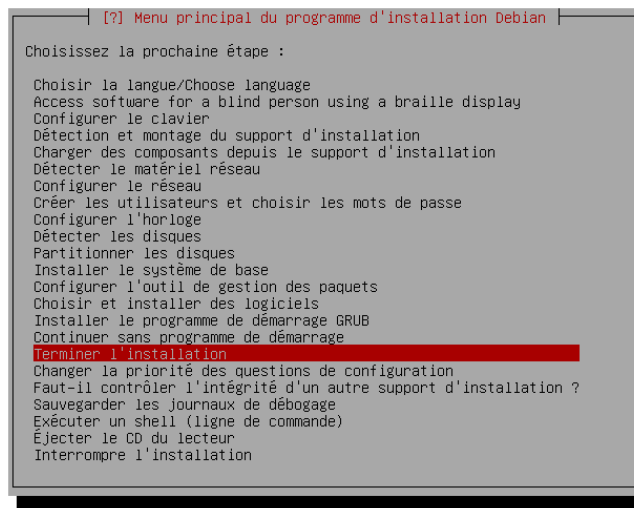 [?] Menu principal du programme d'installation Debian
Choisissez la prochaine étape :
Choisir la langue/Choose language
Access software for a blind person using a braille display
Configurer le clavier
Détection et montage du support d'installation
Charger des composants depuis le support d'installation
Détecter le matériel réseau
Configurer le réseau
Créer les utilisateurs et choisir les mots de passe
Configurer l'horloge
Détecter les disques
Partitionner les disques
Installer le système de base
Configurer l'outil de gestion des paquets
Choisir et installer des logiciels
Installer le programme de démarrage GRUB
Continuer sans programme de démarrage
Terminer l'installation
Changer la priorité des questions de configuration
Faut-il contrôler l'intégrité d'un autre support d'installation ?
Sauvegarder les journaux de débogage
Exécuter un shell (ligne de commande)
Éjecter le CD du lecteur
Interrompre l'installation